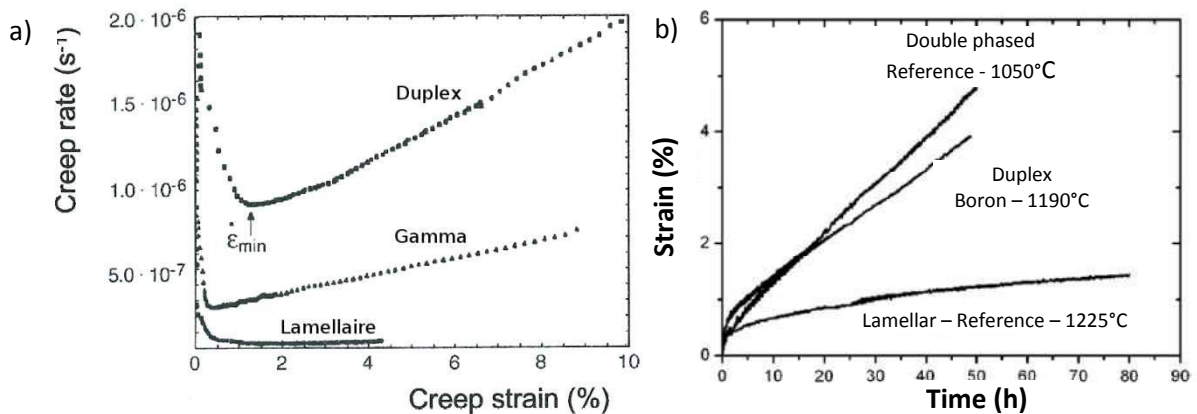 a)
Creep rate (s⁻¹)
2.0 · 10⁻⁶
1.5 · 10⁻⁶
1.0 · 10⁻⁶
5.0 · 10⁻⁷
Duplex
ε̇min
Gamma
Lamellaire
0 2 4 6 8 10
Creep strain (%)
b)
Strain (%)
6
4
2
0
Double phased
Reference - 1050°C
Duplex
Boron – 1190°C
Lamellar – Reference – 1225°C
0 10 20 30 40 50 60 70 80 90
Time (h)